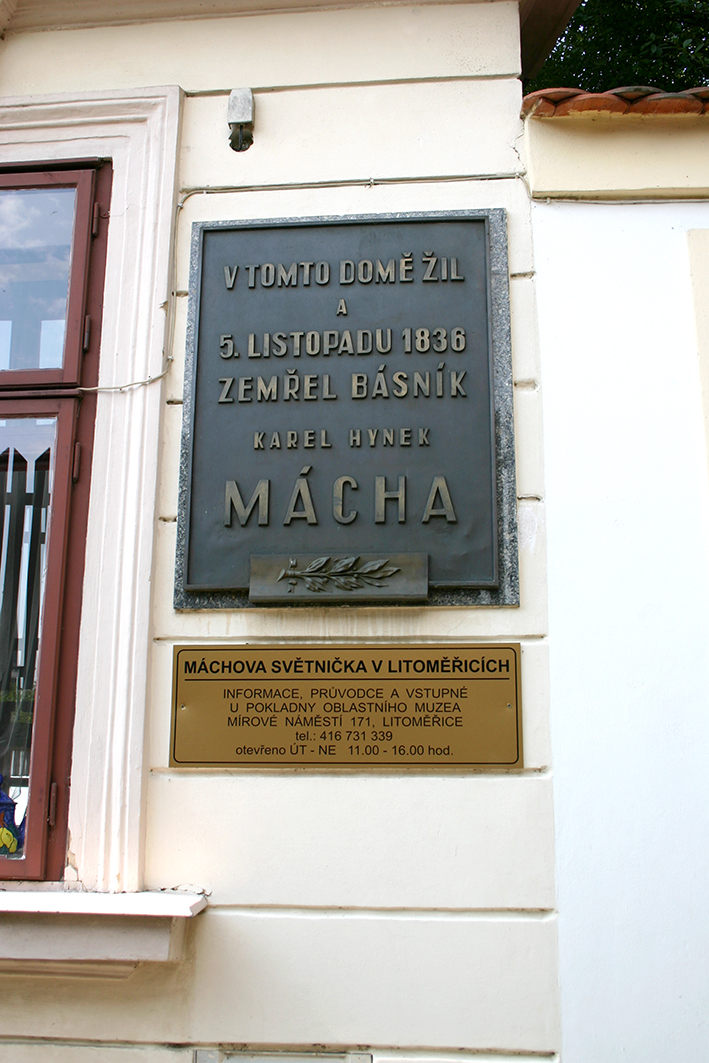 V TOMTO DOMĚ ŽIL
A
5. LISTOPADU 1836
ZEMŘEL BÁSNÍK
KAREL HYNEK
MÁCHA
MÁCHOVA SVĚTNIČKA V LITOMĚŘICÍCH
INFORMACE, PRŮVODCE A VSTUPNÉ
U POKLADNY OBLASTNÍHO MUZEA
MÍROVÉ NÁMĚSTÍ 171, LITOMĚŘICE
tel.: 416 731 339
otevřeno ÚT - NE 11.00 - 16.00 hod.